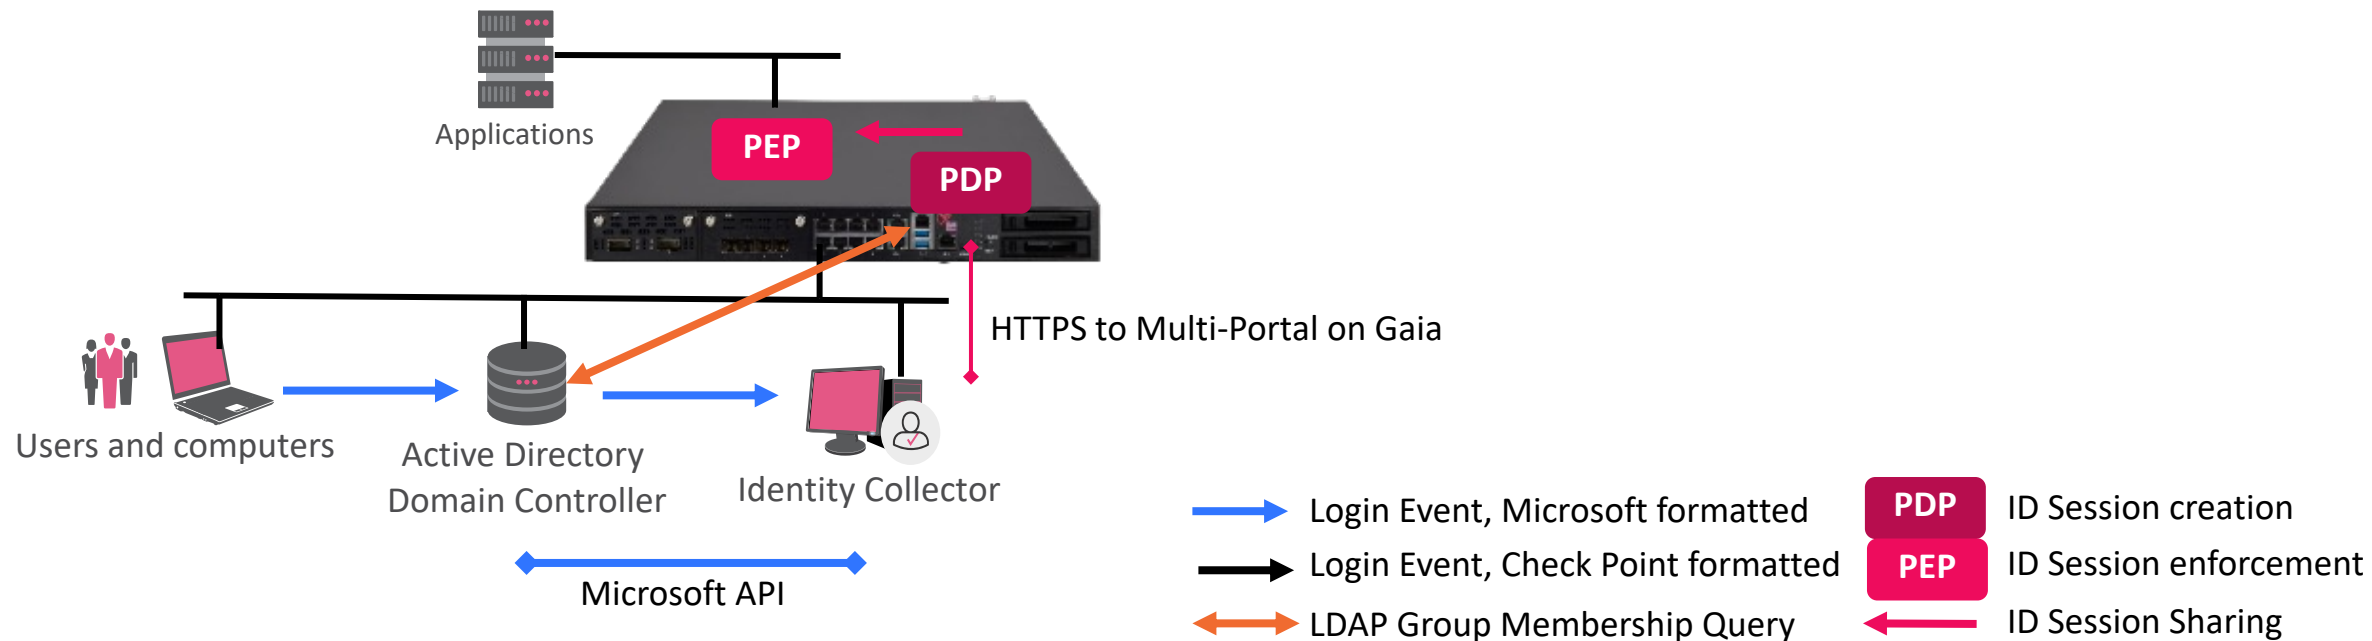 Applications
PEP
PDP
HTTPS to Multi-Portal on Gaia
Users and computers
Active Directory
Domain Controller
Identity Collector
Microsoft API
Login Event, Microsoft formatted
Login Event, Check Point formatted
LDAP Group Membership Query
PDP
ID Session creation
PEP
ID Session enforcement
ID Session Sharing